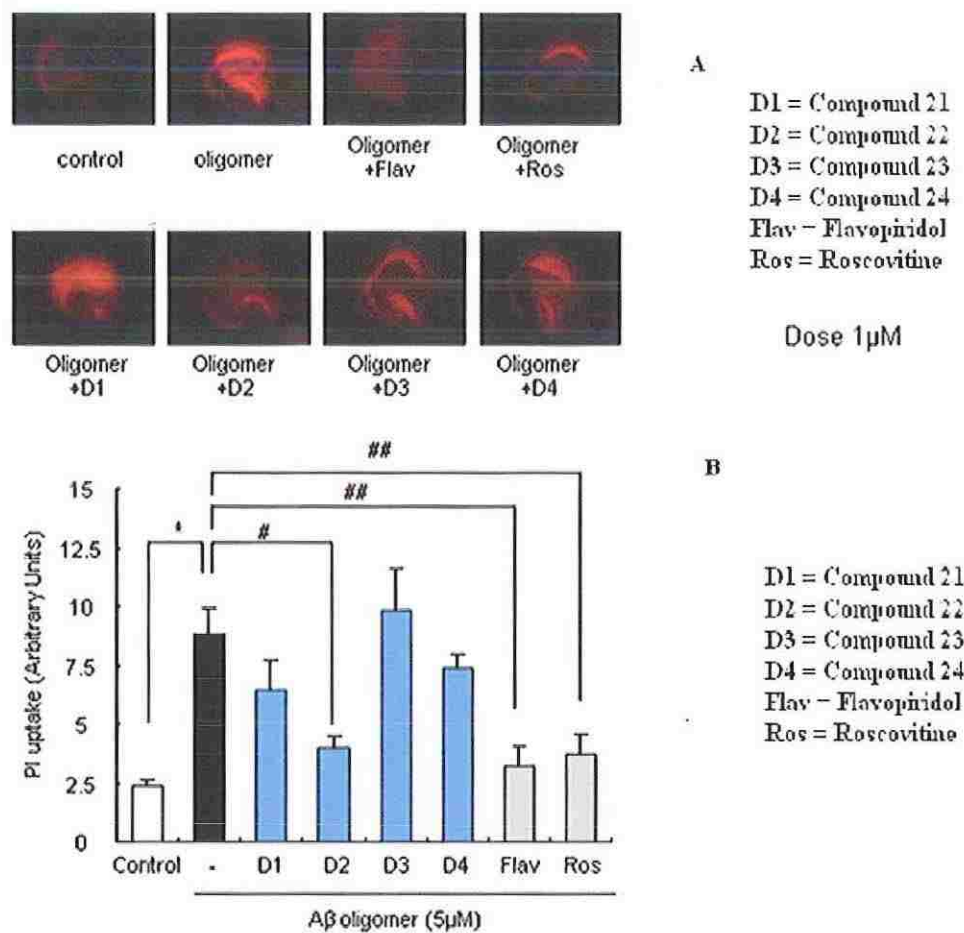 control
oligomer
Oligomer
+Flav
Oligomer
+Ros
A
D1 = Compound 21
D2 = Compound 22
D3 = Compound 23
D4 = Compound 24
Flav = Flavopiridol
Ros = Roscovitine
Dose 1μM
Oligomer
+D1
Oligomer
+D2
Oligomer
+D3
Oligomer
+D4
B
##
##
* #
15
12.5
10
7.5
5
2.5
0
PI uptake (Arbitrary Units)
Control - D1 D2 D3 D4 Flav Ros
Aβ oligomer (5μM)
D1 = Compound 21
D2 = Compound 22
D3 = Compound 23
D4 = Compound 24
Flav = Flavopiridol
Ros = Roscovitine